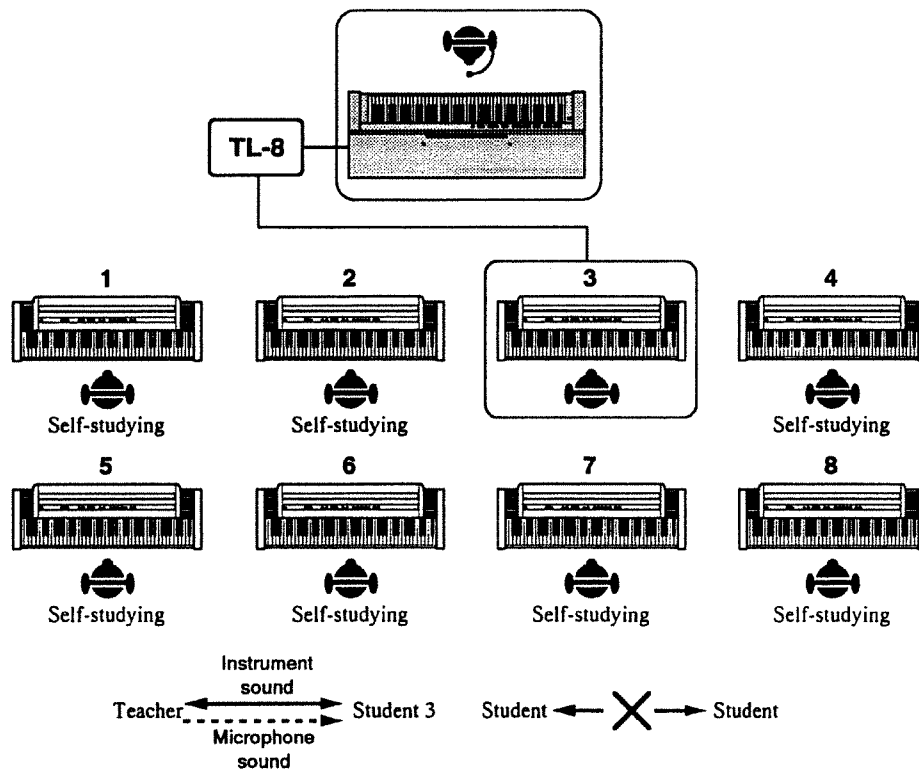 TL-8
1 2 3 4
Self-studying Self-studying Self-studying
5 6 7 8
Self-studying Self-studying Self-studying Self-studying
Instrument
sound
Teacher Student 3 Student Student
Microphone
sound